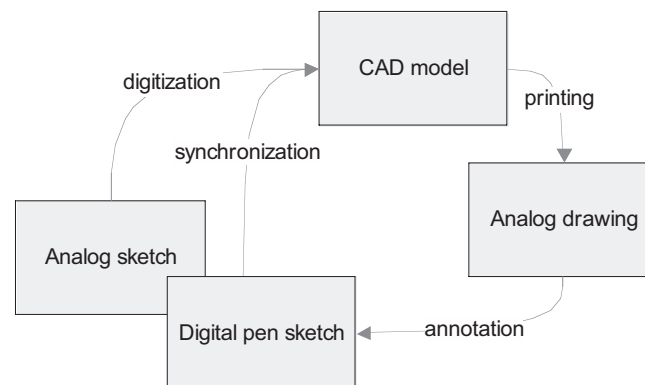 CAD model
digitization
printing
synchronization
Analog drawing
Analog sketch
Digital pen sketch
annotation